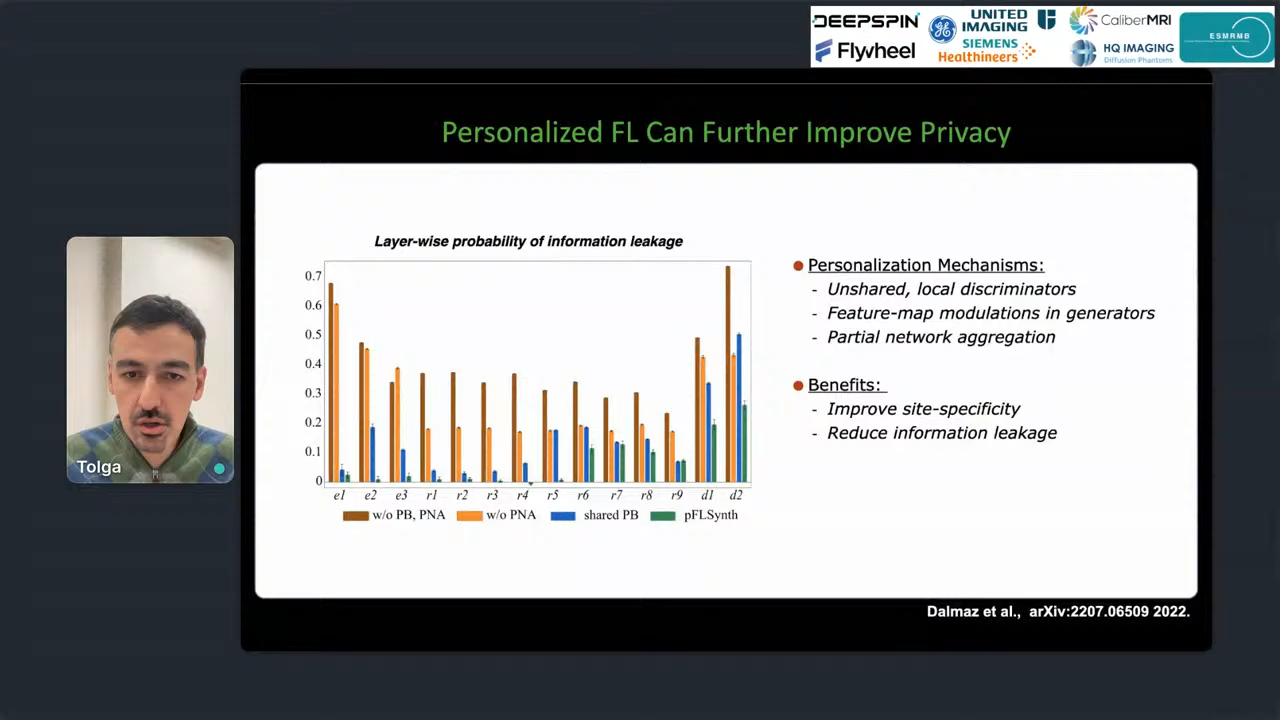 DEEPSPIN
UNITED
IMAGING
CaliberMRI
ESMRMB
Flywheel
SIEMENS
Healthineers
HQ IMAGING
Diffusion Phantoms
Personalized FL Can Further Improve Privacy
Layer-wise probability of information leakage
0.7
0.6
0.5
0.4
0.3
0.2
0.1
0
e1 e2 e3 r1 r2 r3 r4 r5 r6 r7 r8 r9 d1 d2
w/o PB, PNA w/o PNA shared PB pFLSynth
Personalization Mechanisms:
- Unshared, local discriminators
- Feature-map modulations in generators
- Partial network aggregation
Benefits:
- Improve site-specificity
- Reduce information leakage
Tolga
Dalmaz et al., arXiv:2207.06509 2022.